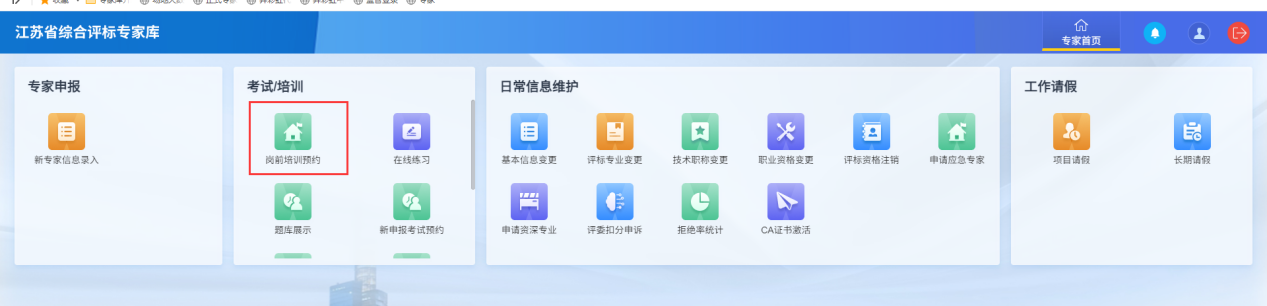 江苏省综合评标专家库
专家首页
专家申报
新专家信息录入
考试/培训
岗前培训预约
在线练习
题库展示
新申报考试预约
日常信息维护
基本信息变更
评标专业变更
技术职称变更
职业资格变更
评标资格注销
申请应急专家
申请资深专业
评委扣分申诉
拒绝率统计
CA证书激活
工作请假
项目请假
长期请假